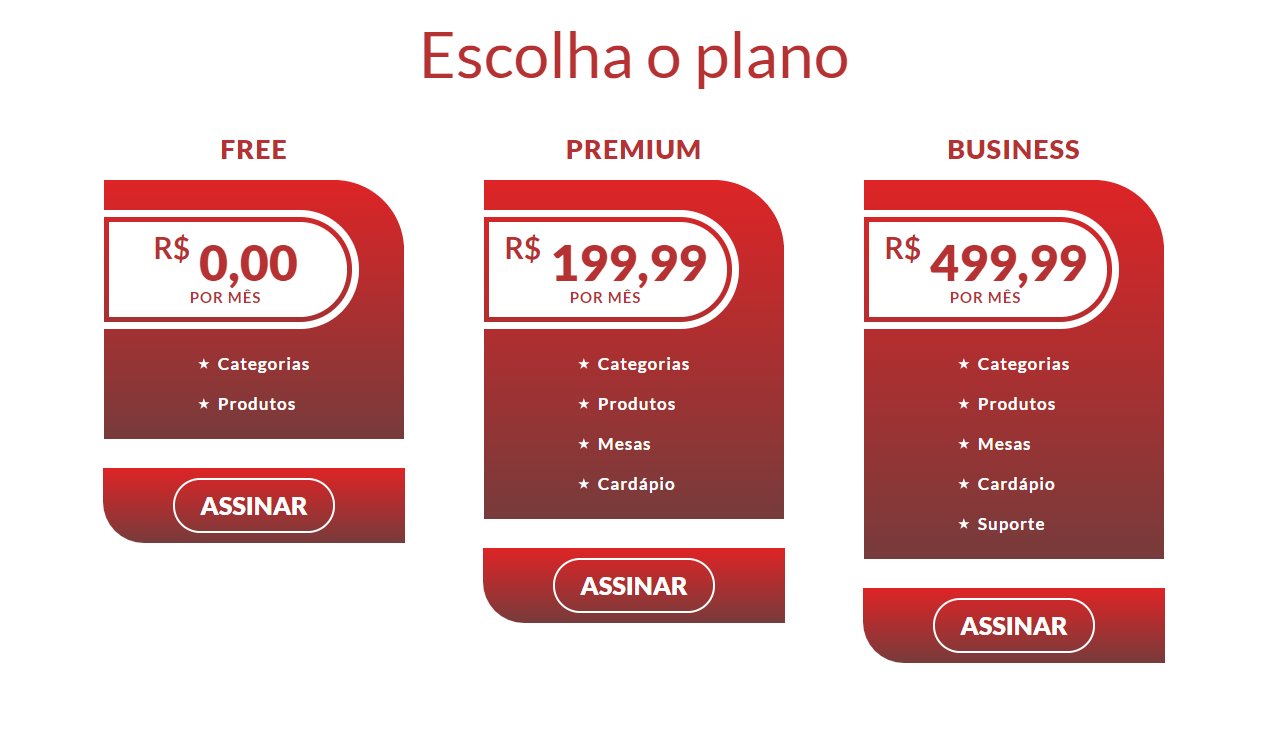 Escolha o plano
FREE
R$ 0,00
POR MÊS
★ Categorias
★ Produtos
ASSINAR
PREMIUM
R$ 199,99
POR MÊS
★ Categorias
★ Produtos
★ Mesas
★ Cardápio
ASSINAR
BUSINESS
R$ 499,99
POR MÊS
★ Categorias
★ Produtos
★ Mesas
★ Cardápio
★ Suporte
ASSINAR